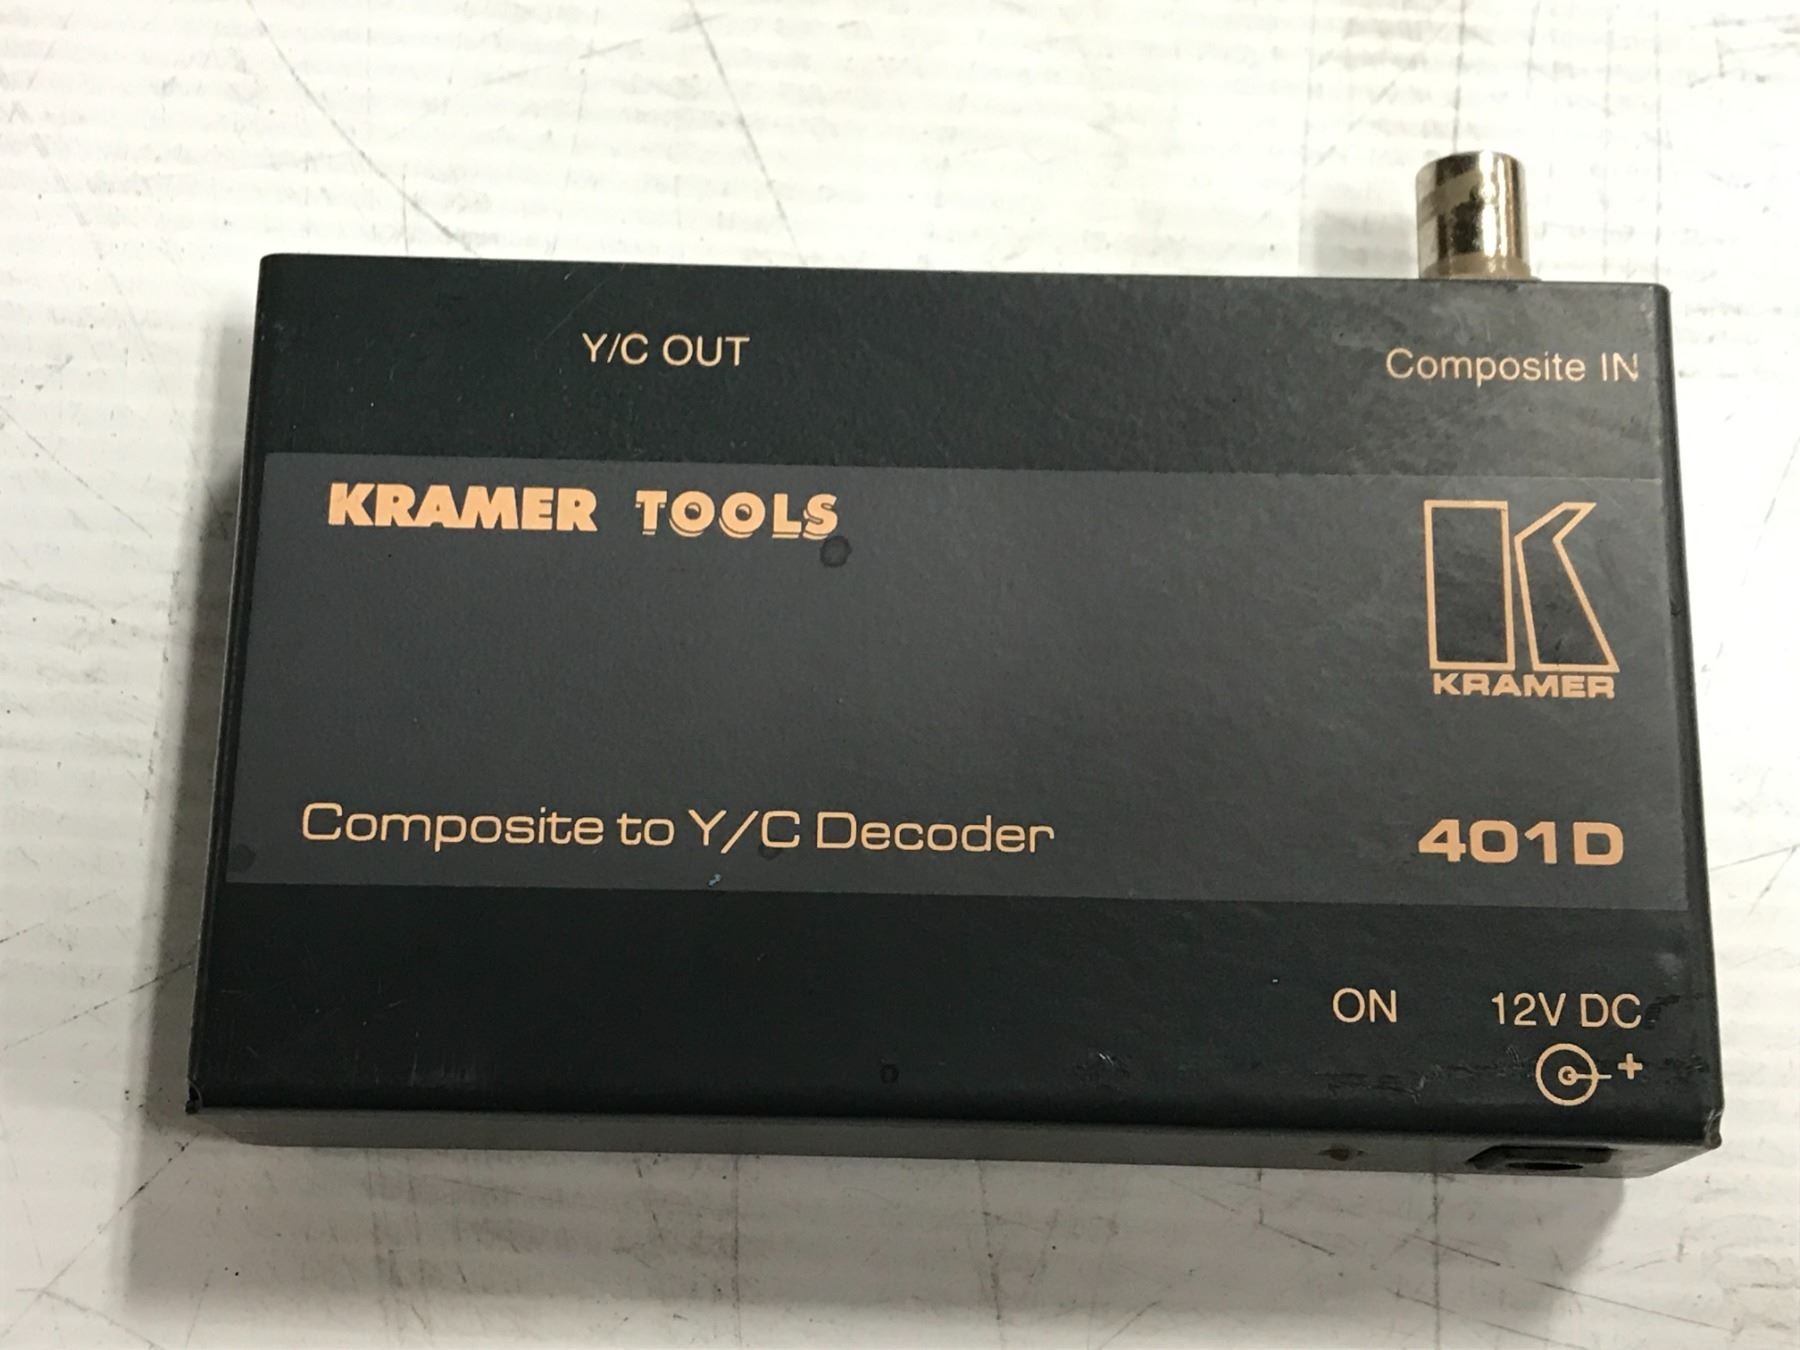 Y/C OUT
Composite IN
KRAMER TOOLS
K
KRAMER
Composite to Y/C Decoder
401D
ON
12V DC
+